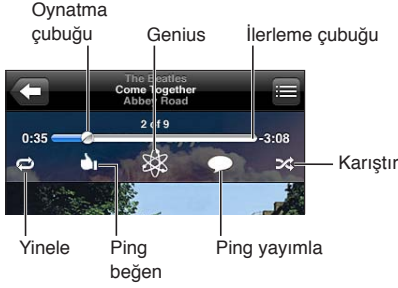 Oynatma
çubuğu
Genius
İlerleme çubuğu
The Beatles
Come Together
Abbey Road
2 of 9
0:35
-3:08
Karıştır
Yinele
Ping
beğen
Ping yayımla